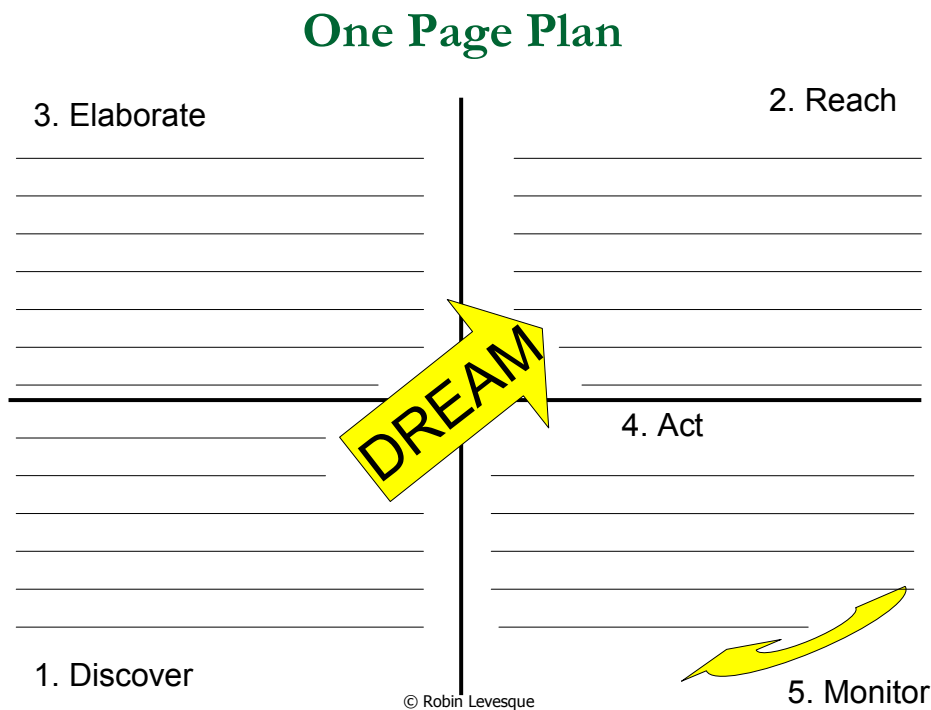 One Page Plan
3. Elaborate
2. Reach
DREAM
4. Act
1. Discover
5. Monitor
© Robin Levesque